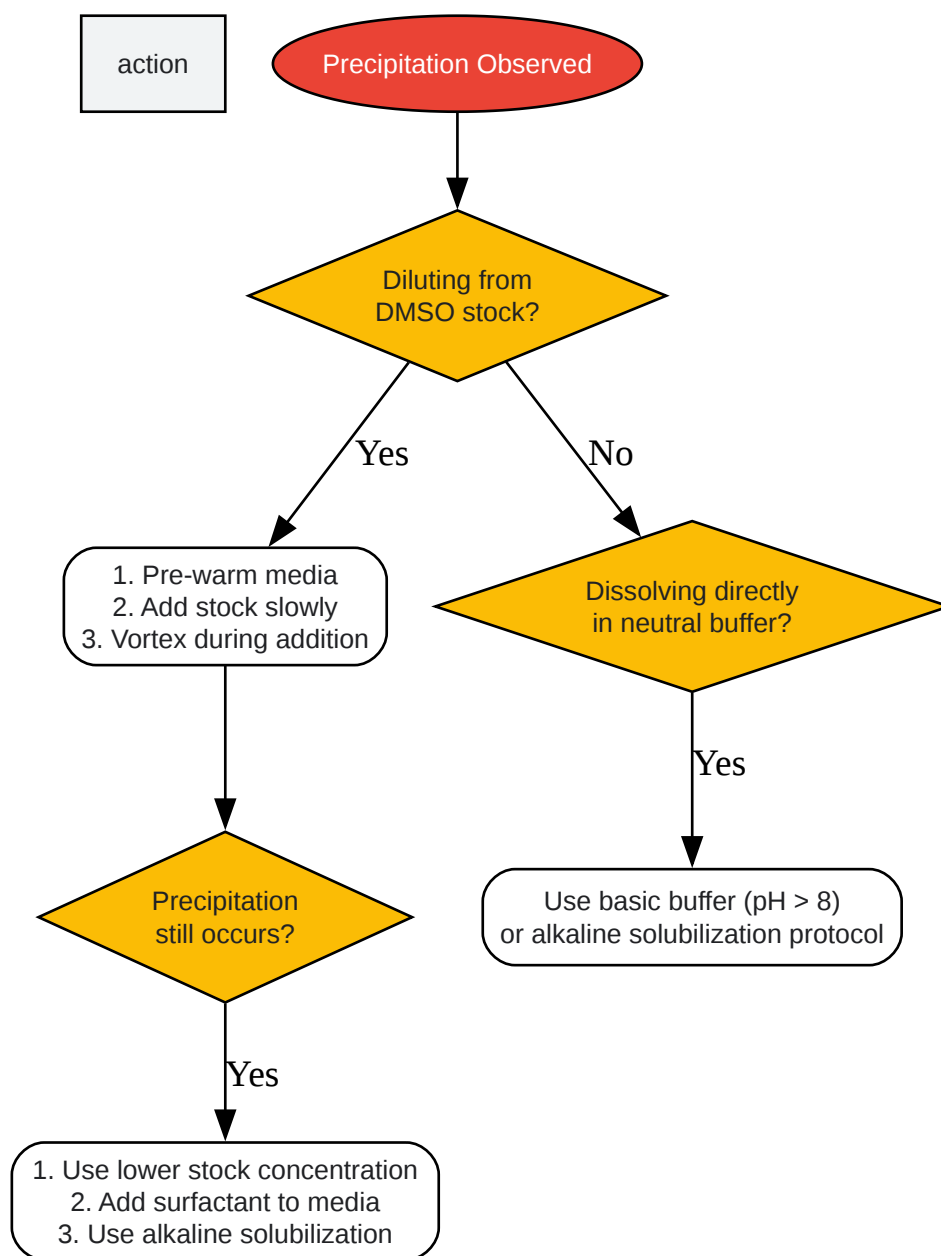 action
Precipitation Observed
Diluting from
DMSO stock?
Yes
No
1. Pre-warm media
2. Add stock slowly
3. Vortex during addition
Dissolving directly
in neutral buffer?
Yes
Precipitation
still occurs?
Use basic buffer (pH > 8)
or alkaline solubilization protocol
Yes
1. Use lower stock concentration
2. Add surfactant to media
3. Use alkaline solubilization